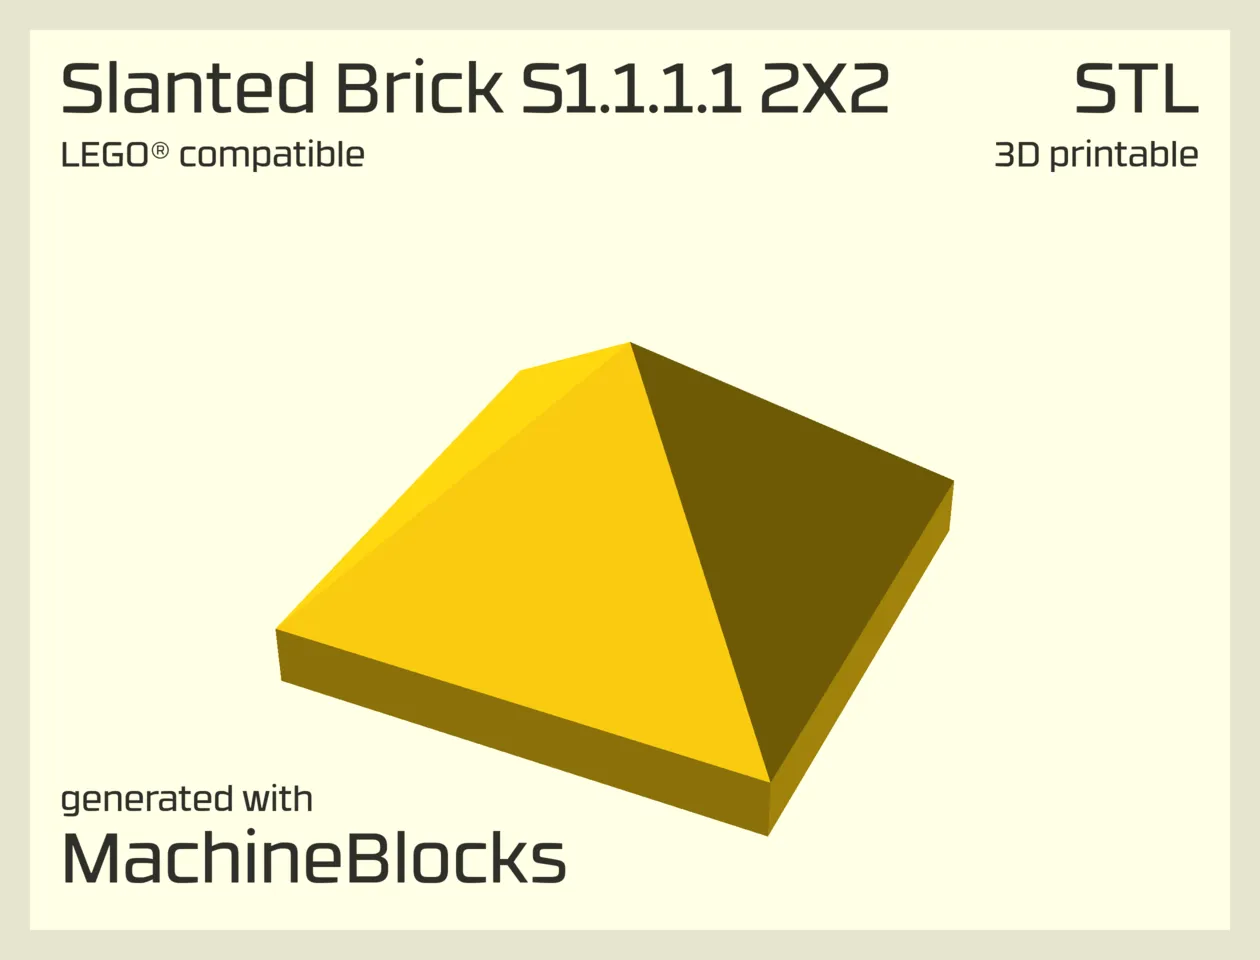 Slanted Brick S1.1.1.1 2X2
STL
LEGO® compatible
3D printable
generated with
MachineBlocks